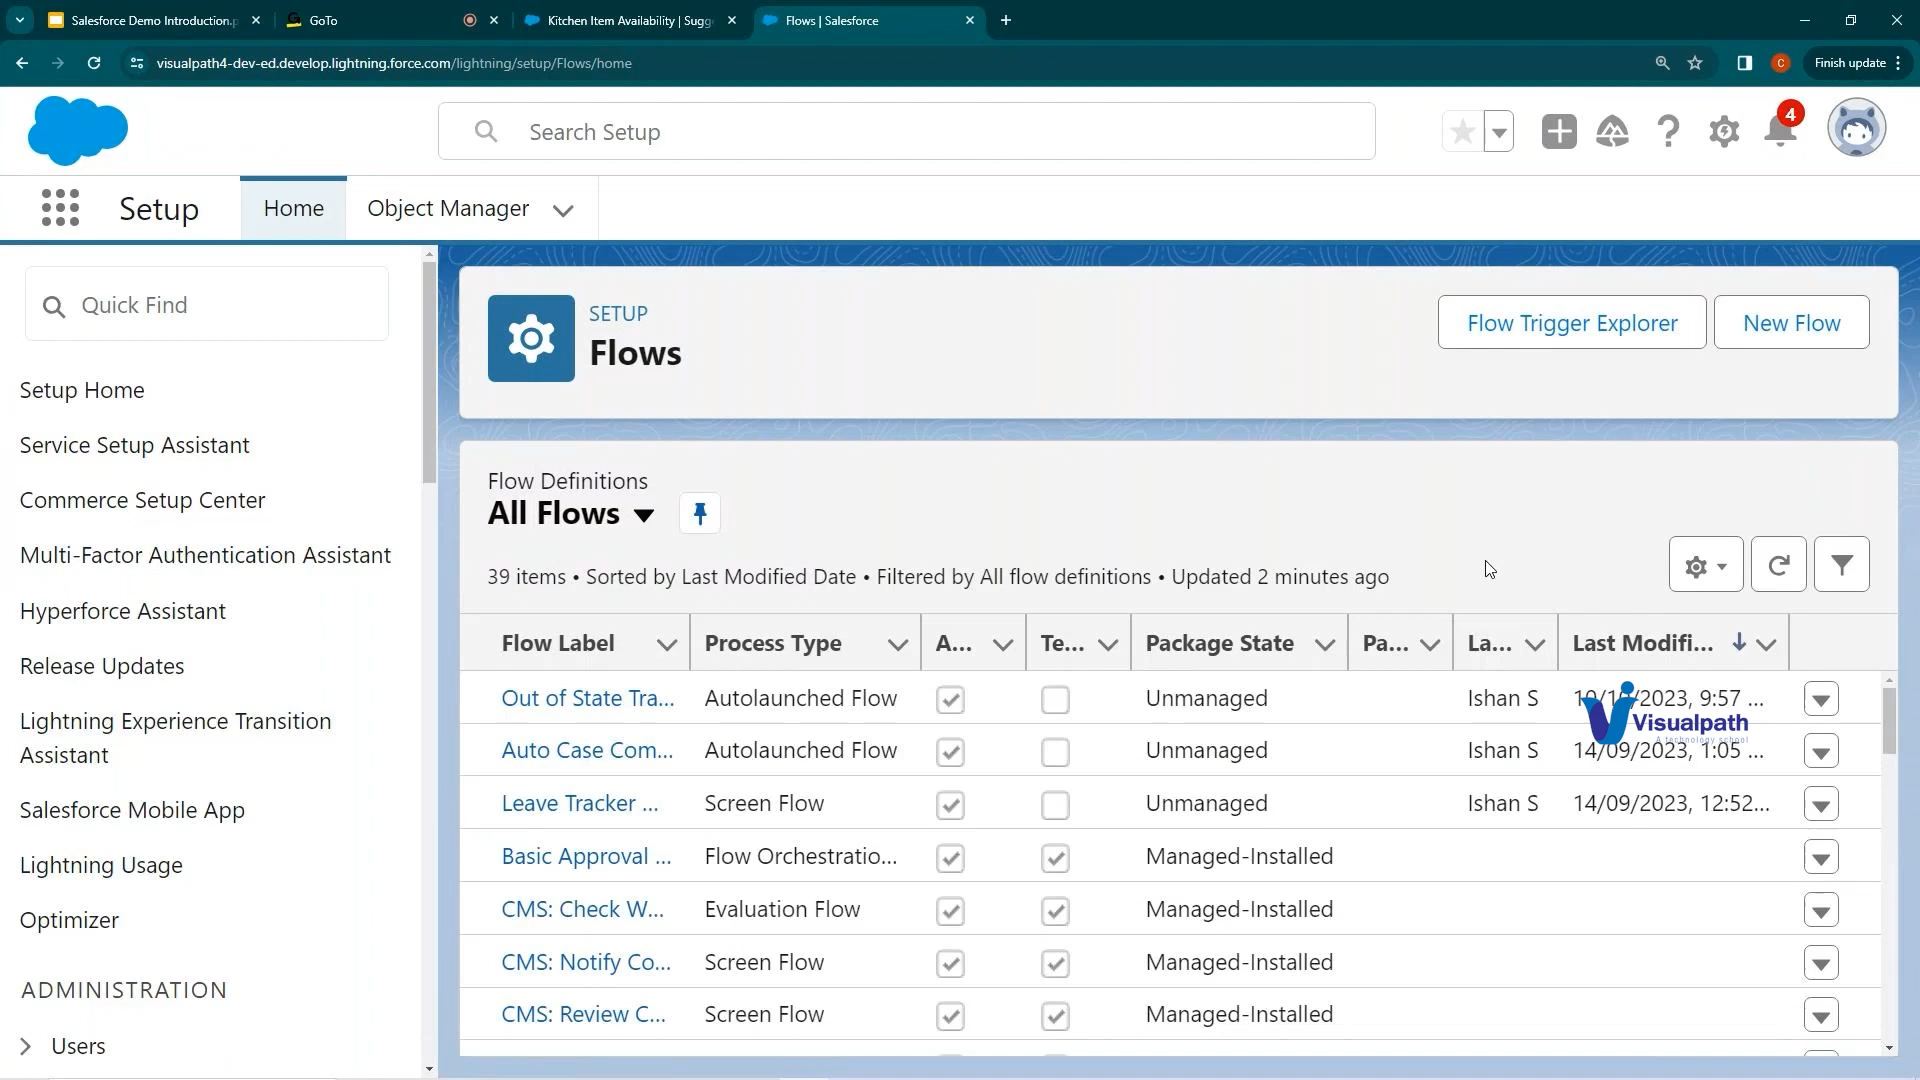 Salesforce Demo Introduction.p
GoTo
Kitchen Item Availability | Sugge
Flows | Salesforce
visualpath4-dev-ed.develop.lightning.force.com/lightning/setup/Flows/home
Finish update
Search Setup
4
Setup
Home
Object Manager
Quick Find
Setup Home
Service Setup Assistant
Commerce Setup Center
Multi-Factor Authentication Assistant
Hyperforce Assistant
Release Updates
Lightning Experience Transition
Assistant
Salesforce Mobile App
Lightning Usage
Optimizer
ADMINISTRATION
Users
SETUP
Flows
Flow Trigger Explorer
New Flow
Flow Definitions
All Flows
39 items • Sorted by Last Modified Date • Filtered by All flow definitions • Updated 2 minutes ago
Flow Label Process Type A... Te... Package State Pa... La... Last Modifi...
Out of State Tra... Autolaunched Flow Unmanaged Ishan S 2023, 9:57 ...
Visualpath
A technology school
Auto Case Com... Autolaunched Flow Unmanaged Ishan S 14/09/2023, 1:05 ...
Leave Tracker ... Screen Flow Unmanaged Ishan S 14/09/2023, 12:52...
Basic Approval ... Flow Orchestratio... Managed-Installed
CMS: Check W... Evaluation Flow Managed-Installed
CMS: Notify Co... Screen Flow Managed-Installed
CMS: Review C... Screen Flow Managed-Installed